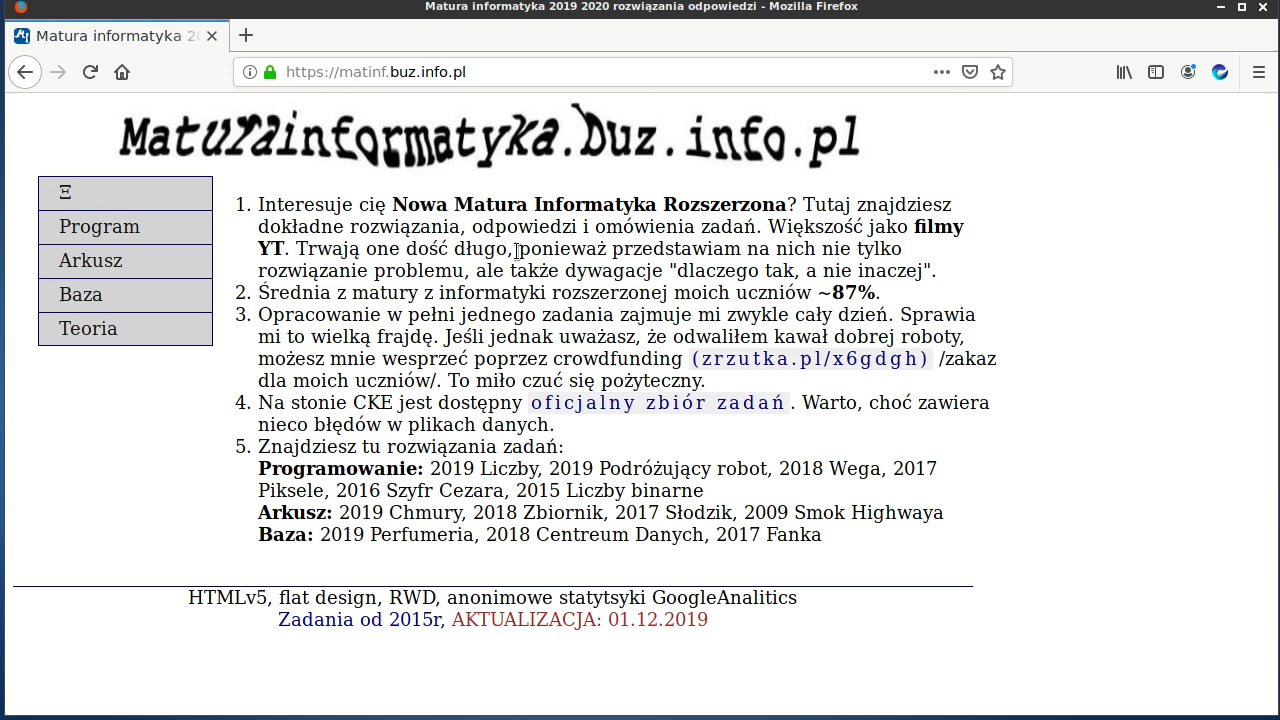 Matura informatyka 2019 2020 rozwiązania odpowiedzi - Mozilla Firefox
Matura informatyka 20
https://matinf.buz.info.pl
Maturainformatyka.buz.info.pl
Ξ
Program
Arkusz
Baza
Teoria
1. Interesuje cię Nowa Matura Informatyka Rozszerzona? Tutaj znajdziesz
dokładne rozwiązania, odpowiedzi i omówienia zadań. Większość jako filmy
YT. Trwają one dość długo, ponieważ przedstawiam na nich nie tylko
rozwiązanie problemu, ale także dywagacje "dlaczego tak, a nie inaczej".
2. Średnia z matury z informatyki rozszerzonej moich uczniów ~87%.
3. Opracowanie w pełni jednego zadania zajmuje mi zwykle cały dzień. Sprawia
mi to wielką frajdę. Jeśli jednak uważasz, że odwaliłem kawał dobrej roboty,
możesz mnie wesprzeć poprzez crowdfunding (zrzutka.pl/x6gdgh) /zakaz
dla moich uczniów/. To miło czuć się pożyteczny.
4. Na stonie CKE jest dostępny oficjalny zbiór zadań. Warto, choć zawiera
nieco błędów w plikach danych.
5. Znajdziesz tu rozwiązania zadań:
Programowanie: 2019 Liczby, 2019 Podróżujący robot, 2018 Wega, 2017
Piksele, 2016 Szyfr Cezara, 2015 Liczby binarne
Arkusz: 2019 Chmury, 2018 Zbiornik, 2017 Słodzik, 2009 Smok Highwaya
Baza: 2019 Perfumeria, 2018 Centreum Danych, 2017 Fanka
HTMLv5, flat design, RWD, anonimowe statytsyki GoogleAnalitics
Zadania od 2015r, AKTUALIZACJA: 01.12.2019